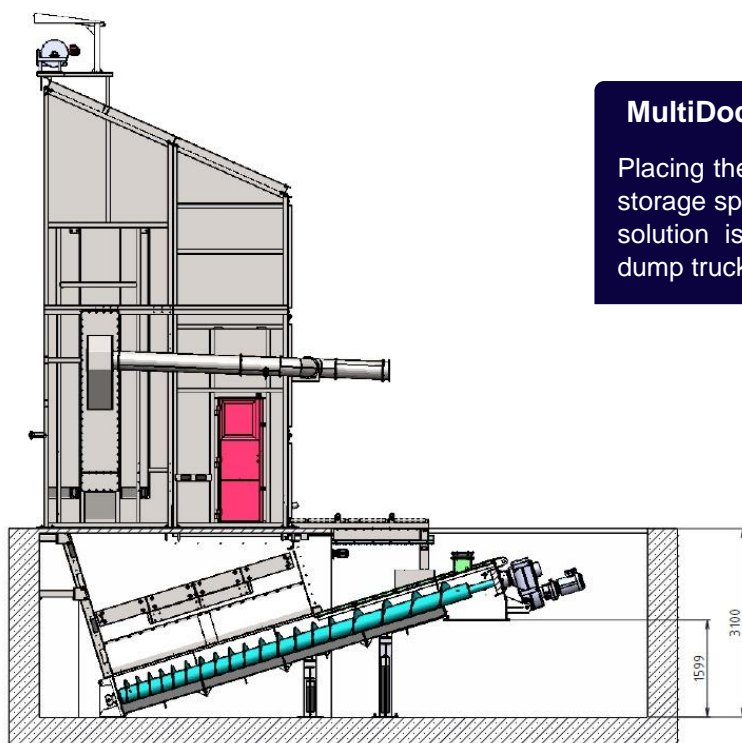 MultiDoc
Placing the
storage sp
solution is
dump truck
3100
1599